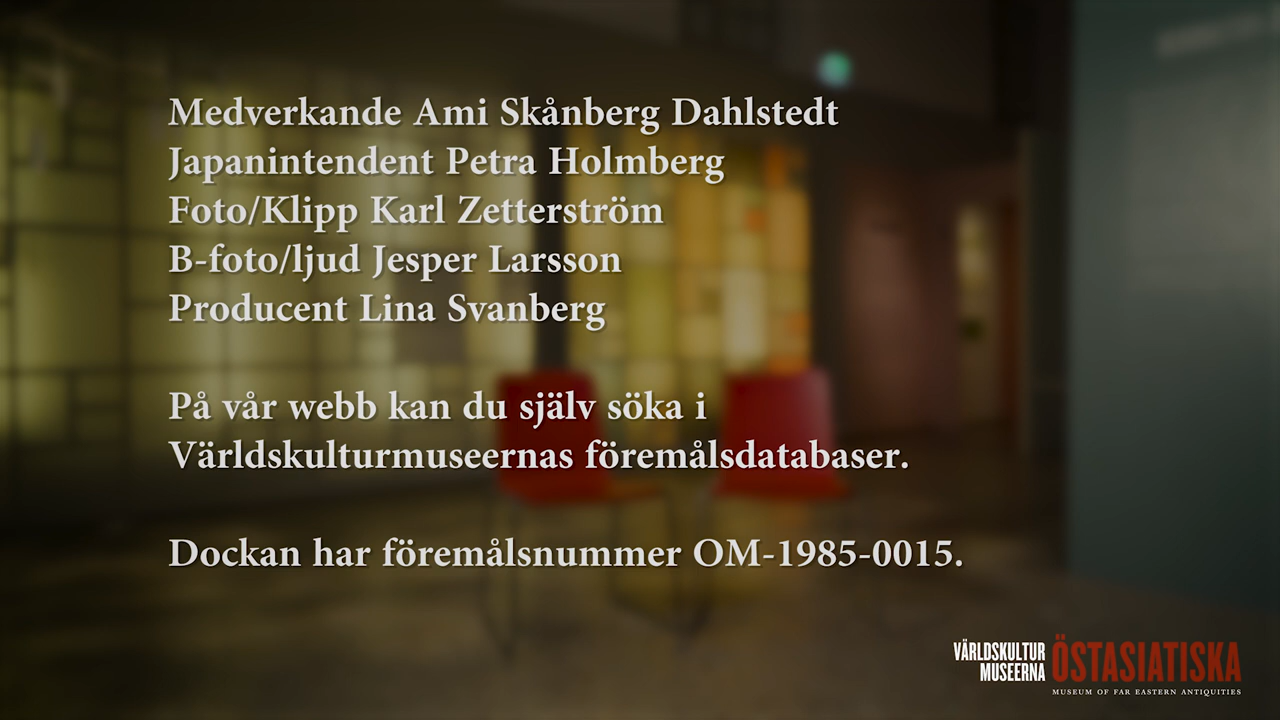 Medverkande Ami Skånberg Dahlstedt
Japanintendent Petra Holmberg
Foto/Klipp Karl Zetterström
B-foto/ljud Jesper Larsson
Producent Lina Svanberg
På vår webb kan du själv söka i
Världskulturmuseernas föremålsdatabaser.
Dockan har föremålsnummer OM-1985-0015.
VÄRLDSKULTUR
MUSEERNA
ÖSTASIATISKA
MUSEUM OF FAR EASTERN ANTIQUITIES